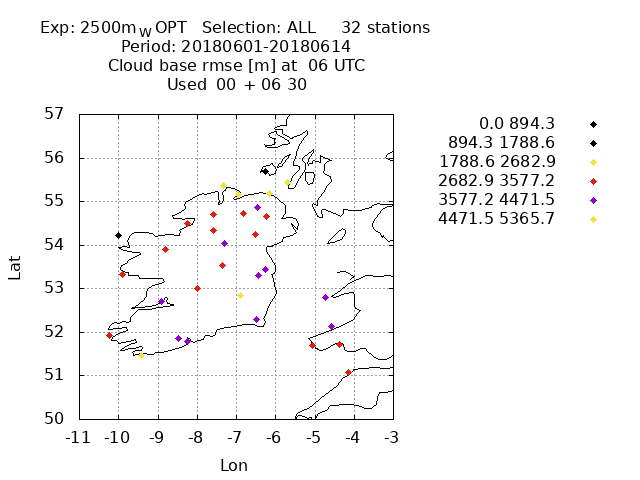 Exp: 2500m_W OPT Selection: ALL 32 stations
Period: 20180601-20180614
Cloud base rmse [m] at 06 UTC
Used 00 + 06 30
0.0 894.3
894.3 1788.6
1788.6 2682.9
2682.9 3577.2
3577.2 4471.5
4471.5 5365.7
57
56
55
54
53
52
51
50
Lat
-11 -10 -9 -8 -7 -6 -5 -4 -3
Lon